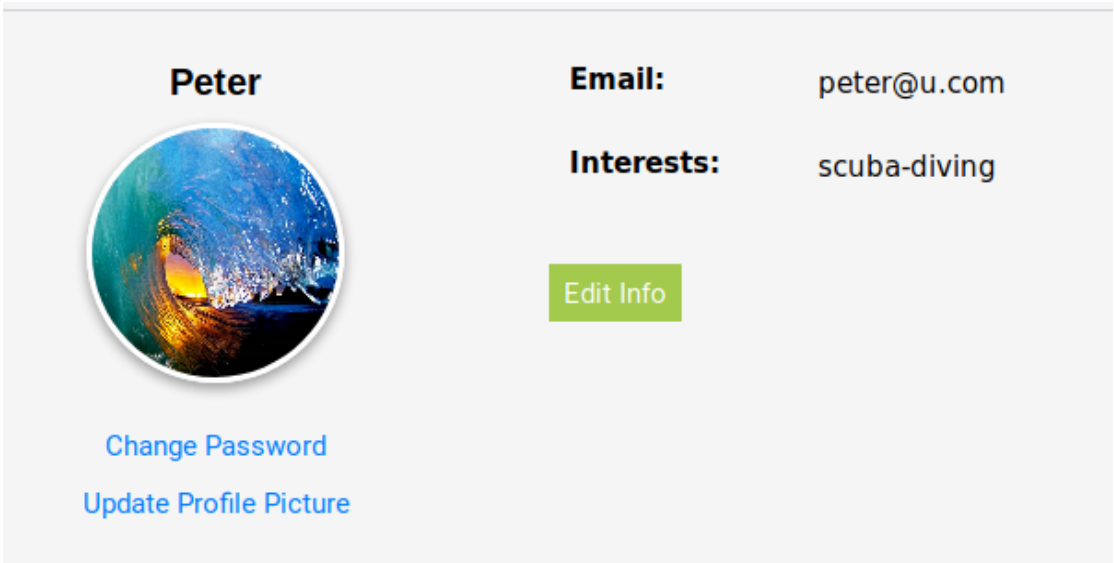 Peter
Email: peter@u.com
Interests: scuba-diving
Edit Info
Change Password
Update Profile Picture